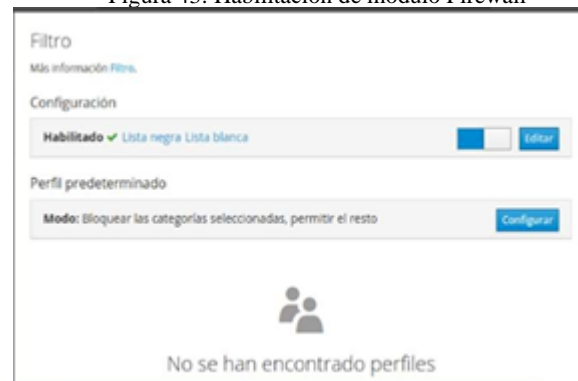 Figura 43. Habilitación de módulo Firewall
Filtro
Más información Filtro.
Configuración
Habilitado ✔ Lista negra Lista blanca
Editar
Perfil predeterminado
Modo: Bloquear las categorías seleccionadas, permitir el resto
Configurar
No se han encontrado perfiles